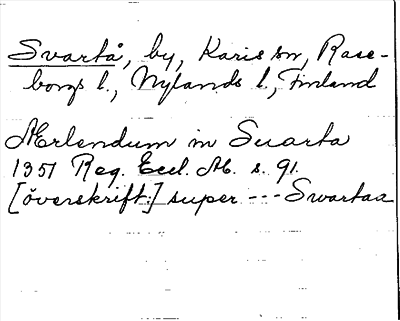 Svartå, by, Karis sn, Rase-
borgs l., Nylands l., Finland
Merlendum in Suarta
1351 Reg. Eccl. Ab. s. 91.
[överskrift:] super --- Swartaa